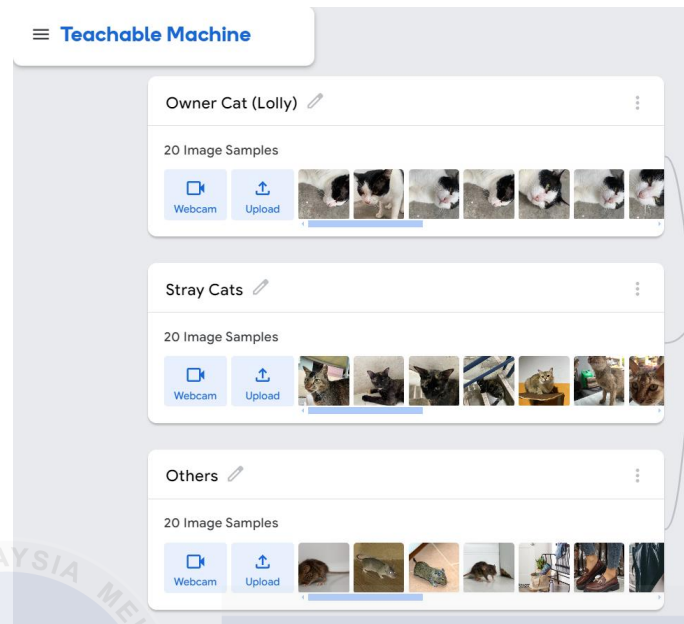 Teachable Machine
Owner Cat (Lolly)
20 Image Samples
Webcam Upload
Stray Cats
20 Image Samples
Webcam Upload
Others
20 Image Samples
Webcam Upload
AYSIA